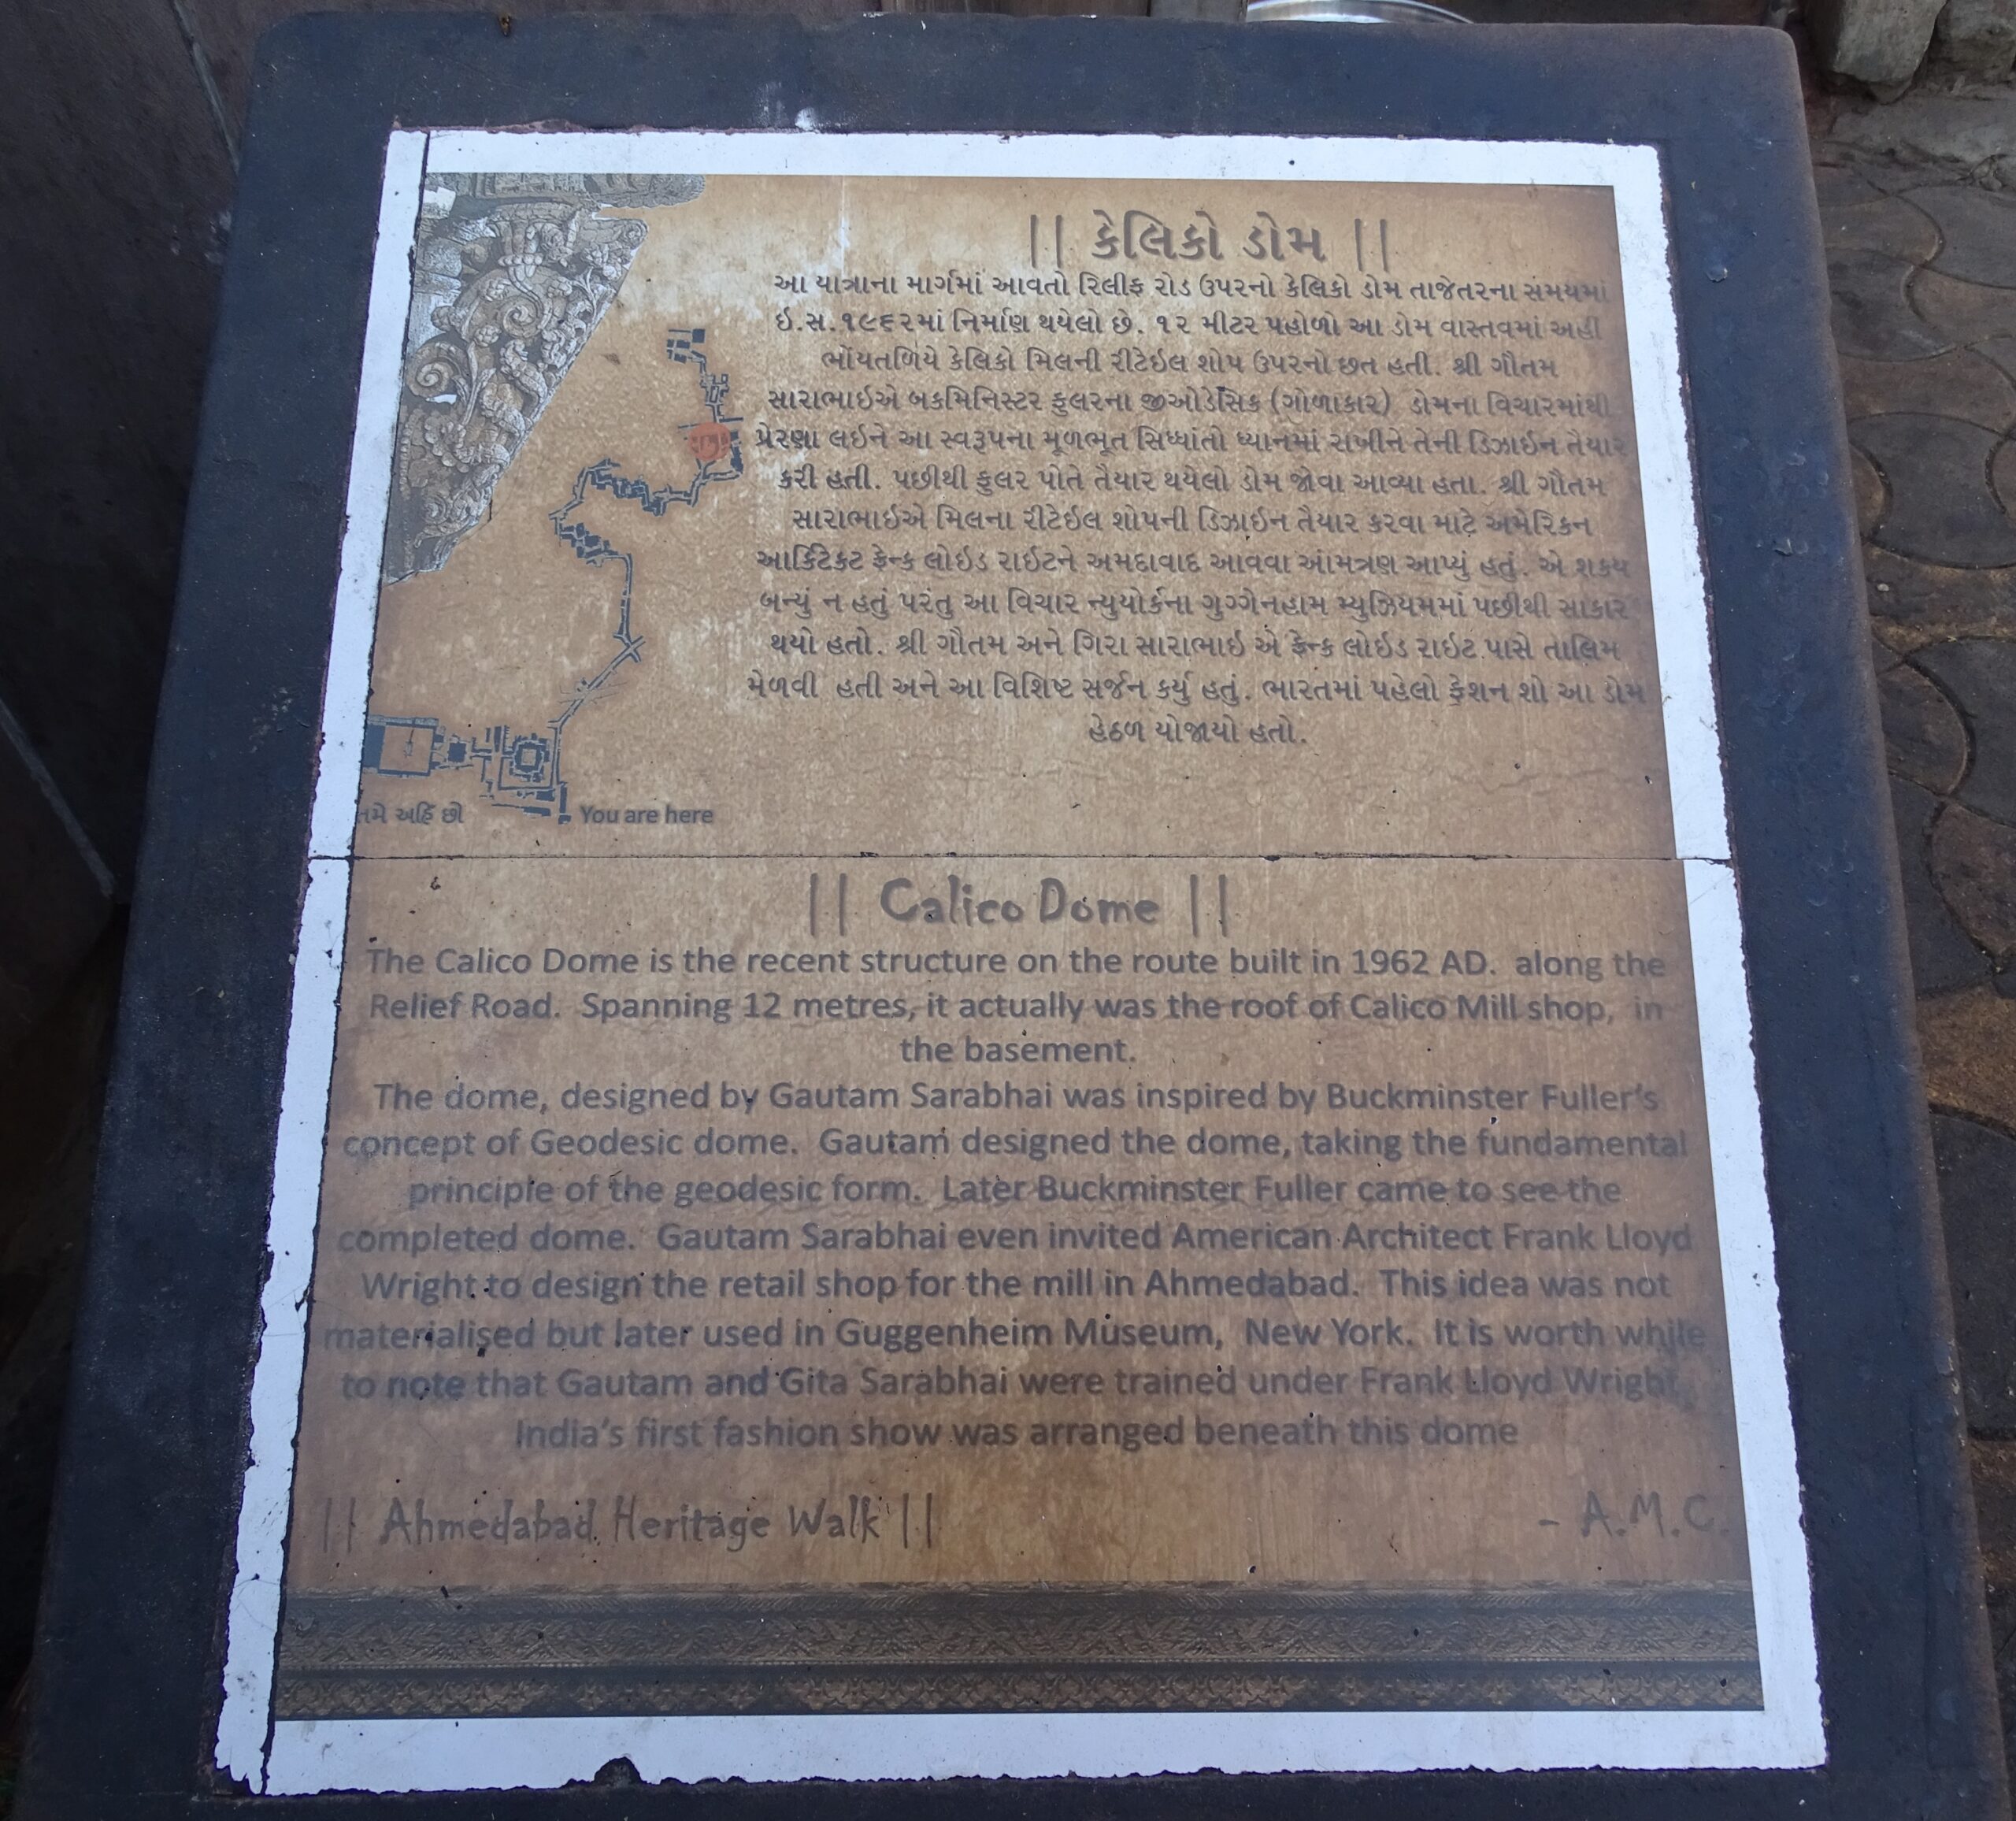 || કેલિકો ડોમ ||
આ યાત્રાના માર્ગમાં આવતો રિલીફ રોડ ઉપરનો કેલિકો ડોમ તાજેતરના સમયમાં
ઇ.સ.૧૯૬૨માં નિર્માણ થયેલો છે. ૧૨ મીટર પહોળો આ ડોમ વાસ્તવમાં અહીં
ભોંયતળિયે કેલિકો મિલની રીટેઇલ શોપ ઉપરનો છત હતી. શ્રી ગૌતમ
સારાભાઇએ બકમિનિસ્ટર ફુલરના જીઓડેસિક (ગોળાકાર) ડોમના વિચારમાંથી
પ્રેરણા લઇને આ સ્વરૂપના મૂળભૂત સિધ્ધાંતો ધ્યાનમાં રાખીને તેની ડિઝાઇન તૈયાર
કરી હતી. પછીથી ફુલર પોતે તૈયાર થયેલો ડોમ જોવા આવ્યા હતા. શ્રી ગૌતમ
સારાભાઇએ મિલના રીટેઇલ શોપની ડિઝાઇન તૈયાર કરવા માટે અમેરિકન
આર્કિટેકટ ફ્રેન્ક લોઇડ રાઇટને અમદાવાદ આવવા આંમત્રણ આપ્યું હતું. એ શકય
બન્યું ન હતું પરંતુ આ વિચાર ન્યુયોર્કના ગુગ્ગેનહામ મ્યુઝિયમમાં પછીથી સાકાર
થયો હતો. શ્રી ગૌતમ અને ગિરા સારાભાઇ એ ફ્રેન્ક લોઇડ રાઇટ પાસે તાલિમ
મેળવી હતી અને આ વિશિષ્ટ સર્જન કર્યુ હતું. ભારતમાં પહેલો ફેશન શો આ ડોમ
હેઠળ યોજાયો હતો.
તમે અહિં છો You are here
|| Calico Dome ||
The Calico Dome is the recent structure on the route built in 1962 AD. along the
Relief Road. Spanning 12 metres, it actually was the roof of Calico Mill shop, in
the basement.
The dome, designed by Gautam Sarabhai was inspired by Buckminster Fuller's
concept of Geodesic dome. Gautam designed the dome, taking the fundamental
principle of the geodesic form. Later Buckminster Fuller came to see the
completed dome. Gautam Sarabhai even invited American Architect Frank Lloyd
Wright to design the retail shop for the mill in Ahmedabad. This idea was not
materialised but later used in Guggenheim Museum, New York. It is worth while
to note that Gautam and Gita Sarabhai were trained under Frank Lloyd Wright,
India's first fashion show was arranged beneath this dome
|| Ahmedabad Heritage Walk || - A.M.C.